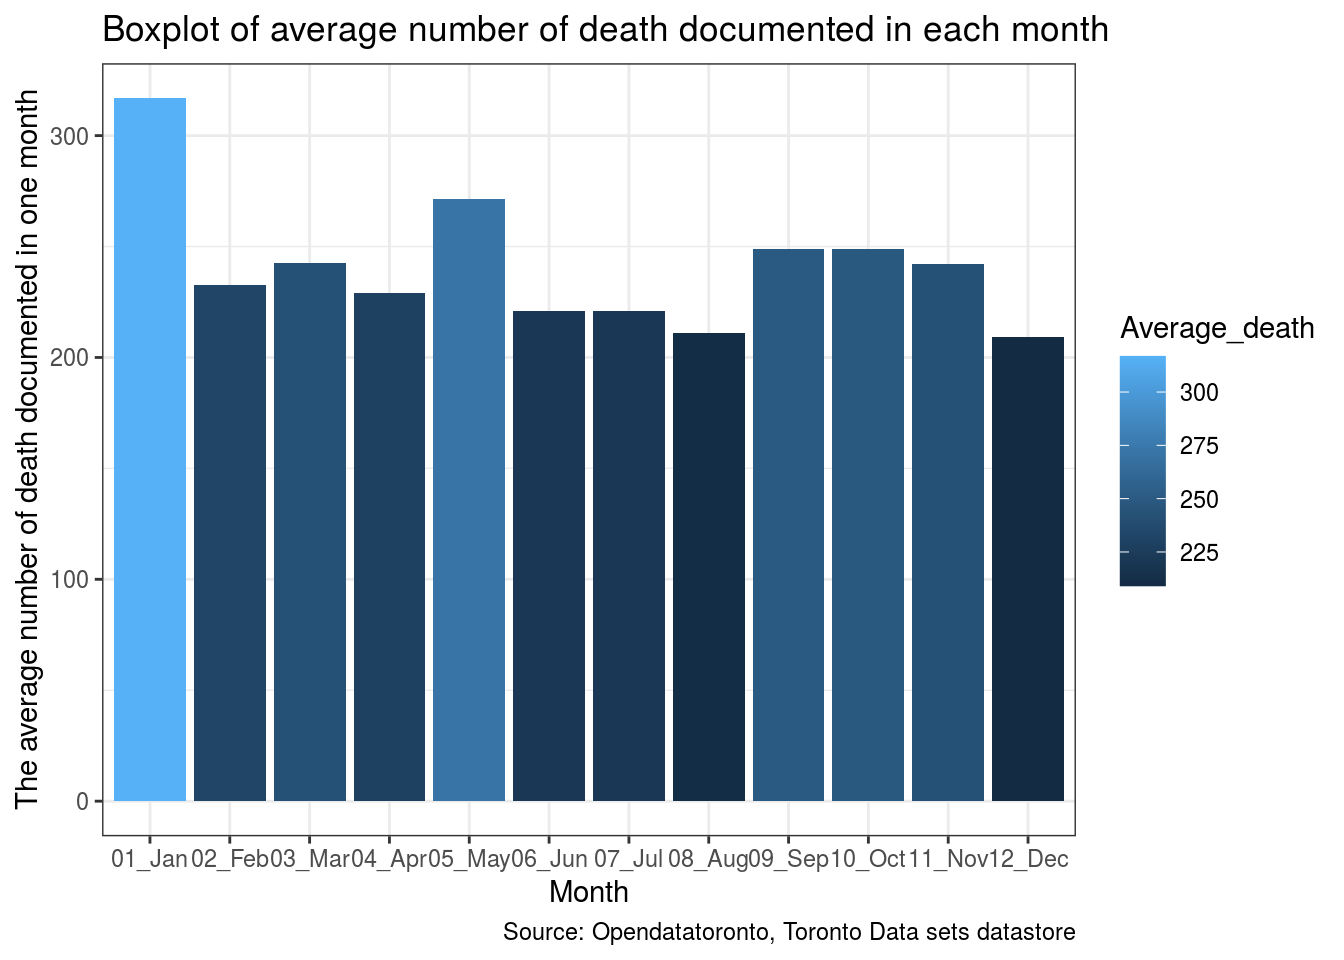 Boxplot of average number of death documented in each month
The average number of death documented in one month
300
200
100
0
01_Jan 02_Feb 03_Mar 04_Apr 05_May 06_Jun 07_Jul 08_Aug 09_Sep 10_Oct 11_Nov 12_Dec
Month
Average_death
300
275
250
225
Source: Opendatatoronto, Toronto Data sets datastore